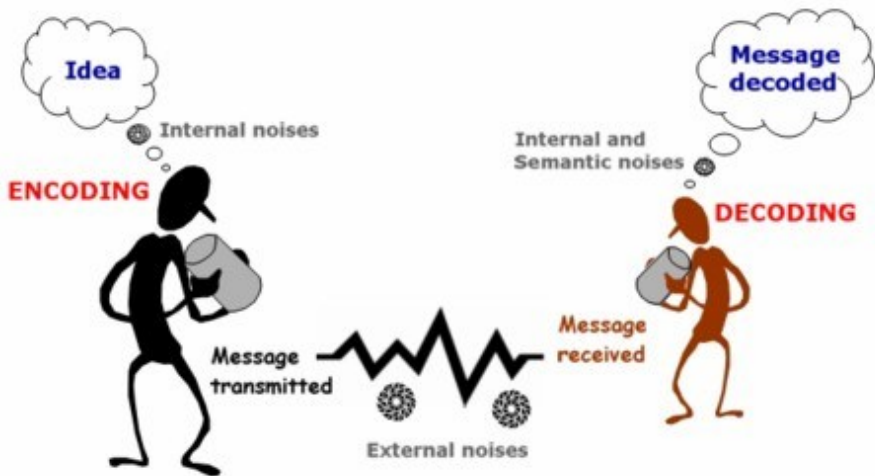 Idea
Internal noises
ENCODING
Message
transmitted
External noises
Message
received
DECODING
Internal and
Semantic noises
Message
decoded